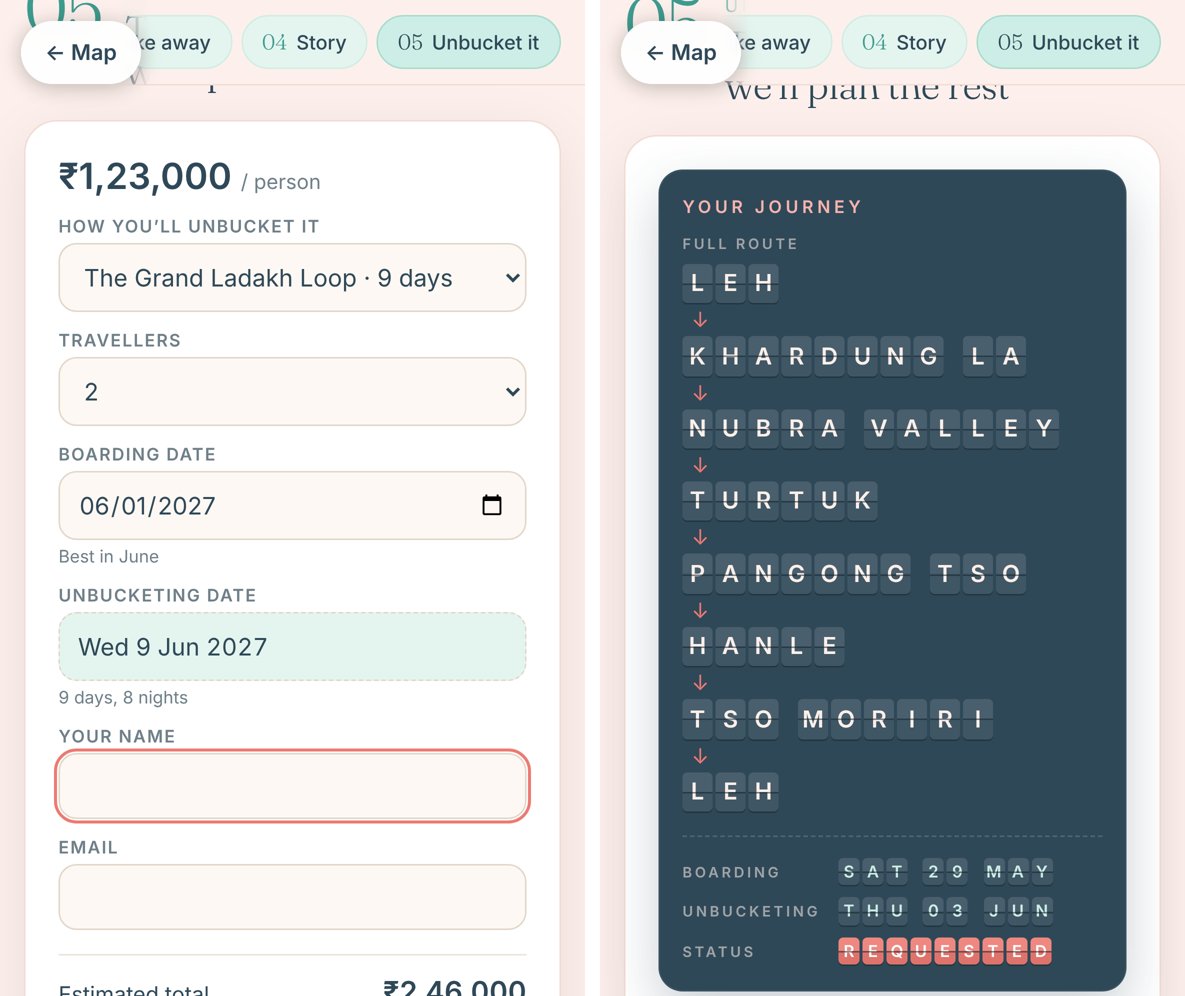 05
← Map
ke away
04 Story
05 Unbucket it
₹1,23,000 / person
HOW YOU'LL UNBUCKET IT
The Grand Ladakh Loop · 9 days
TRAVELLERS
2
BOARDING DATE
06/01/2027
Best in June
UNBUCKETING DATE
Wed 9 Jun 2027
9 days, 8 nights
YOUR NAME
EMAIL
Estimated total
₹2,46,000
05
← Map
ke away
04 Story
05 Unbucket it
we'll plan the rest
YOUR JOURNEY
FULL ROUTE
LEH
↓
KHARDUNG LA
↓
NUBRA VALLEY
↓
TURTUK
↓
PANGONG TSO
↓
HANLE
↓
TSO MORIRI
↓
LEH
BOARDING SAT 29 MAY
UNBUCKETING THU 03 JUN
STATUS REQUESTED